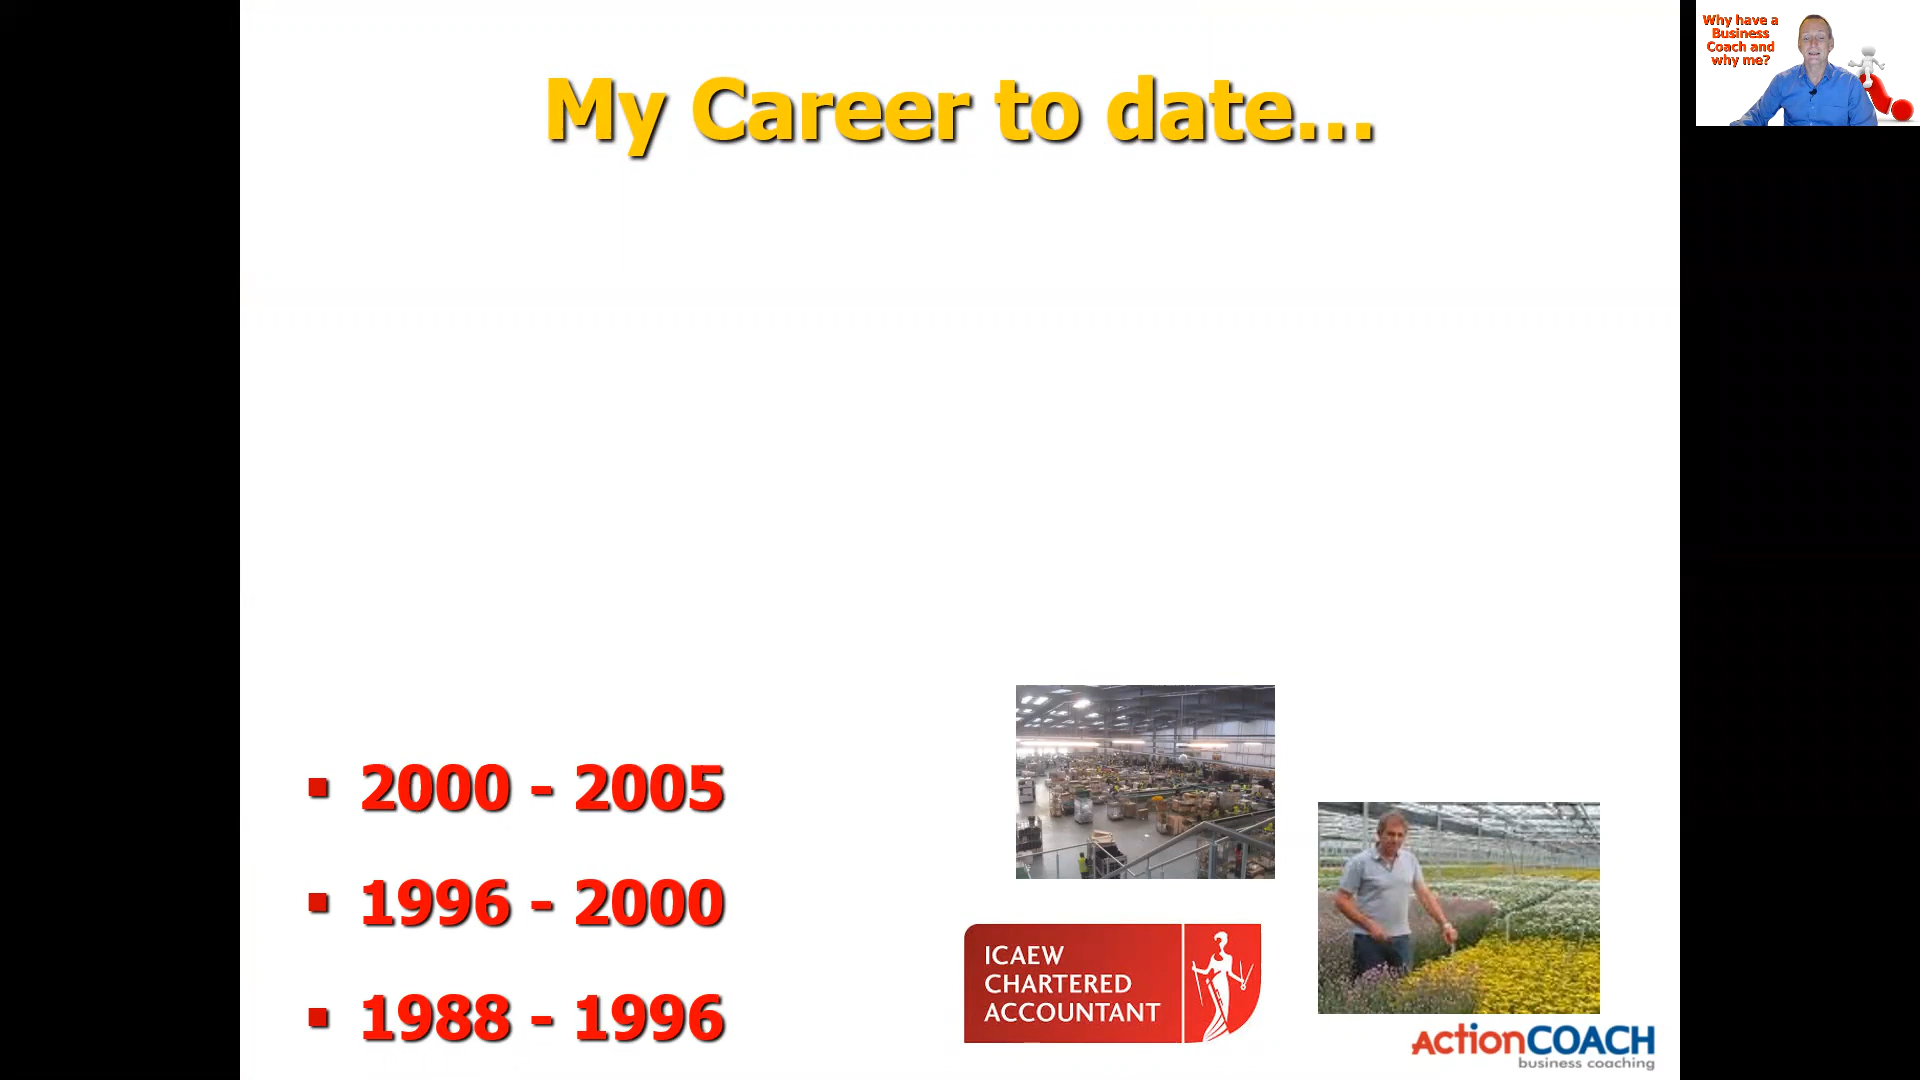 My Career to date...
Why have a
Business
Coach and
why me?
▪ 2000 - 2005
▪ 1996 - 2000
▪ 1988 - 1996
ICAEW
CHARTERED
ACCOUNTANT
ActionCOACH
business coaching